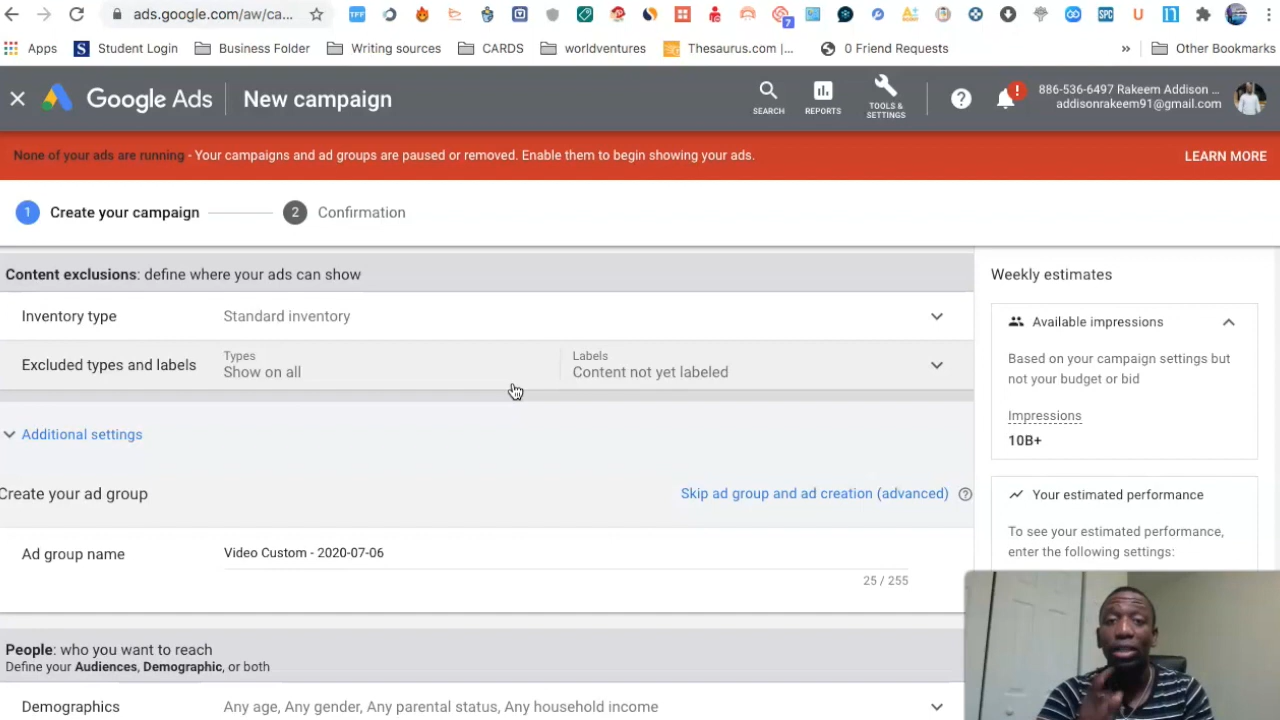 ads.google.com/aw/ca...
7
Apps
S
Student Login
Business Folder
Writing sources
CARDS
worldventures
Thesaurus.com |...
0 Friend Requests
»
Other Bookmarks
Google Ads
New campaign
SEARCH
REPORTS
TOOLS & SETTINGS
886-536-6497 Rakeem Addison ...
addisonrakeem91@gmail.com
None of your ads are running - Your campaigns and ad groups are paused or removed. Enable them to begin showing your ads.
LEARN MORE
1 Create your campaign
2 Confirmation
Content exclusions: define where your ads can show
Inventory type
Standard inventory
Excluded types and labels
Types
Show on all
Labels
Content not yet labeled
Additional settings
Create your ad group
Skip ad group and ad creation (advanced)
Ad group name
Video Custom - 2020-07-06
25 / 255
People: who you want to reach
Define your Audiences, Demographic, or both
Demographics
Any age, Any gender, Any parental status, Any household income
Weekly estimates
Available impressions
Based on your campaign settings but
not your budget or bid
Impressions
10B+
Your estimated performance
To see your estimated performance,
enter the following settings: